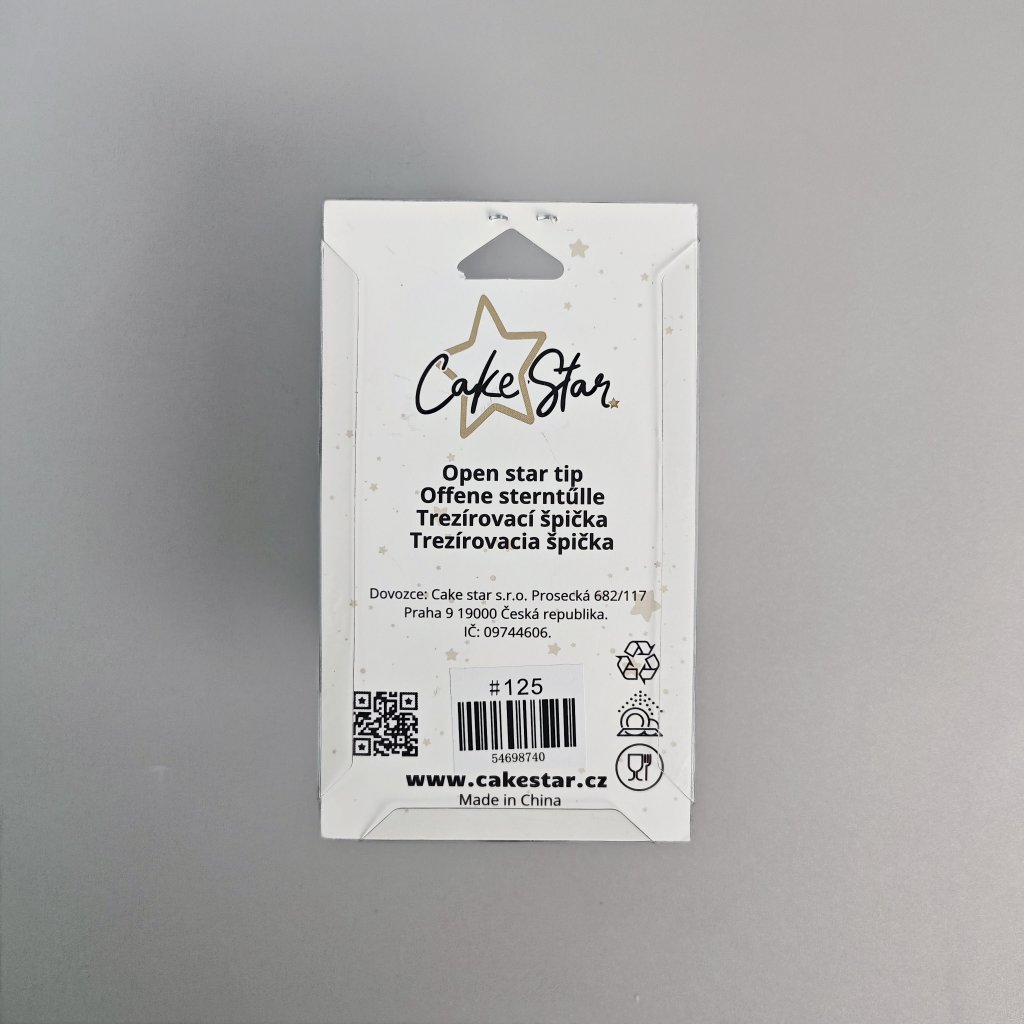 Cake Star
Open star tip
Offene sterntűlle
Trezírovací špička
Trezírovacia špička
Dovozce: Cake star s.r.o. Prosecká 682/117
Praha 9 19000 Česká republika.
IČ: 09744606.
#125
54698740
www.cakestar.cz
Made in China